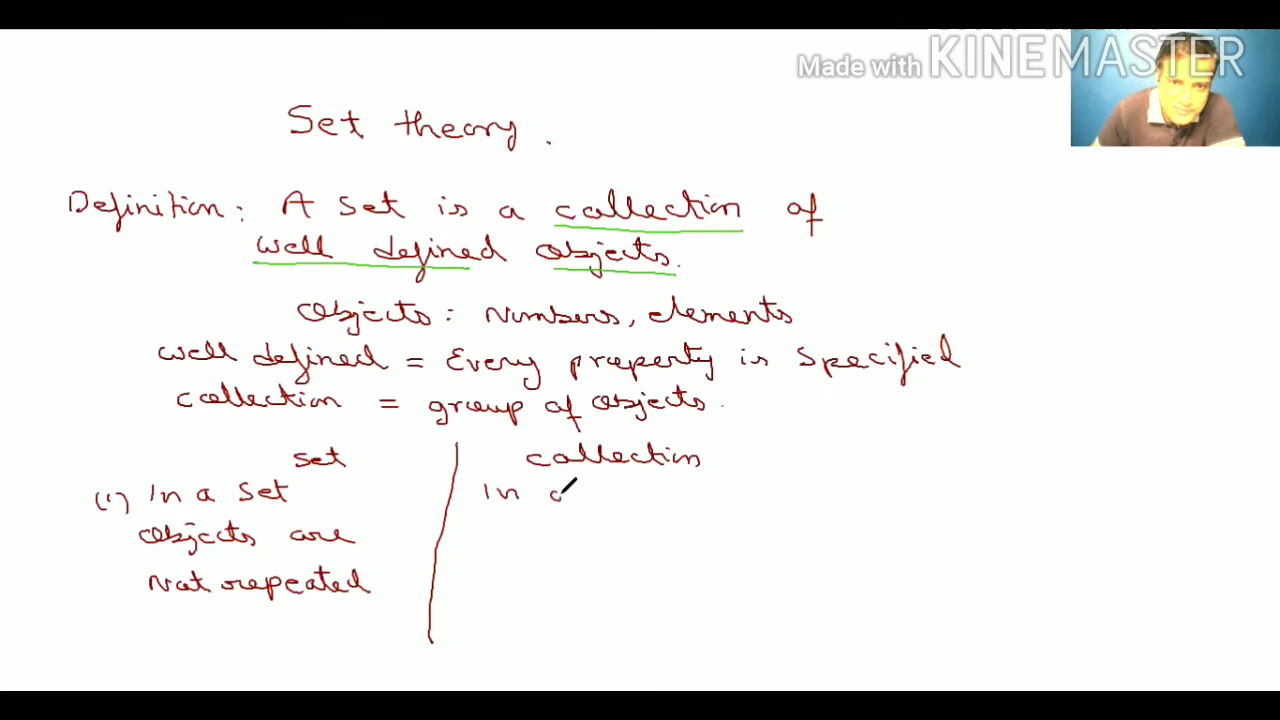 Made with KINEMASTER
Set theory.
Definition: A set is a collection of
well defined objects.
objects: Numbers, elements
well defined = Every property is specified
collection = group of objects.
set
collection
(1) In a set
objects are
Not repeated
In a